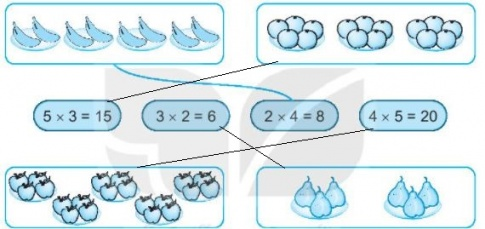 5 × 3 = 15 3 × 2 = 6 2 × 4 = 8 4 × 5 = 20